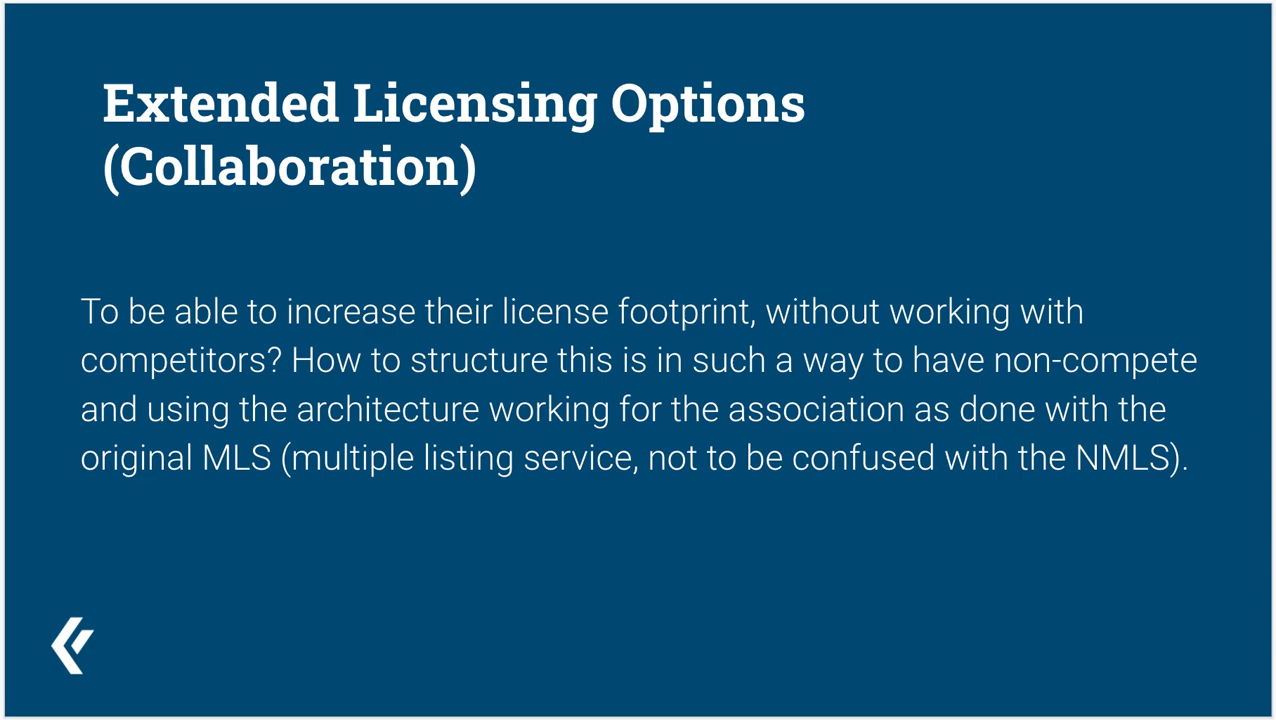 Extended Licensing Options
(Collaboration)
To be able to increase their license footprint, without working with
competitors? How to structure this is in such a way to have non-compete
and using the architecture working for the association as done with the
original MLS (multiple listing service, not to be confused with the NMLS).